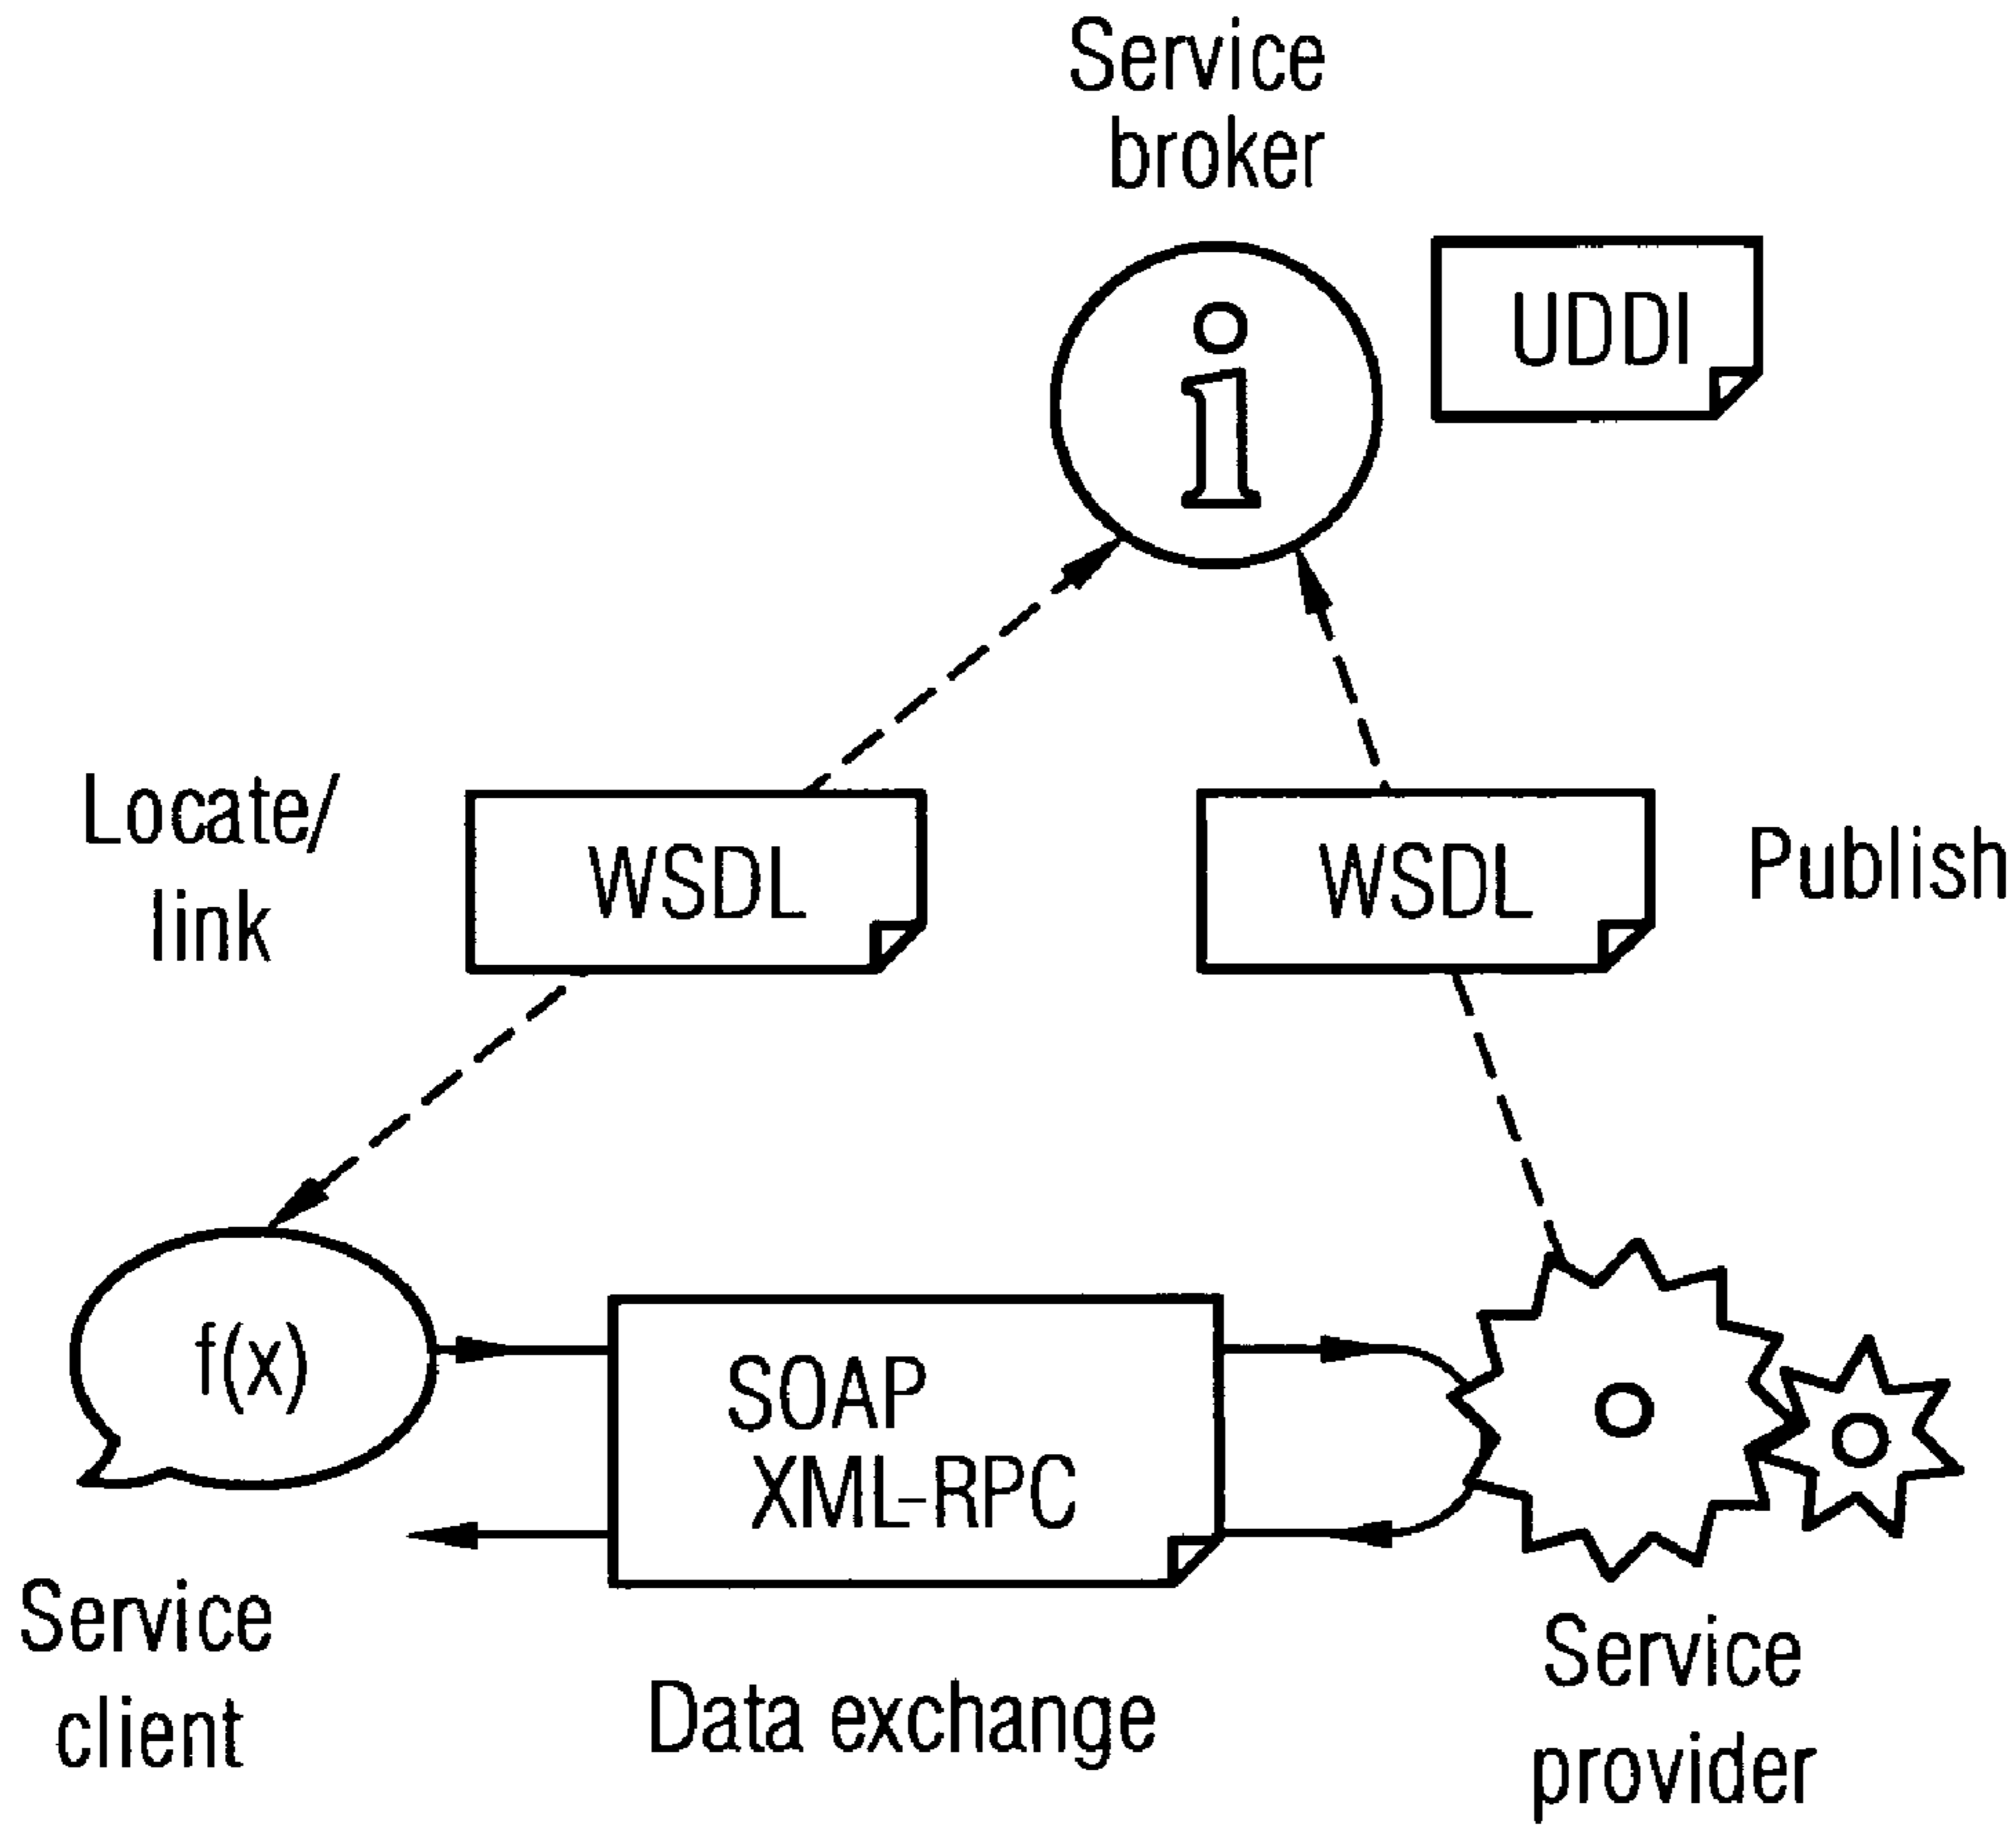 Service
broker
i
UDDI
Locate/
link
WSDL
WSDL
Publish
f(x)
SOAP
XML-RPC
Service
client
Data exchange
Service
provider